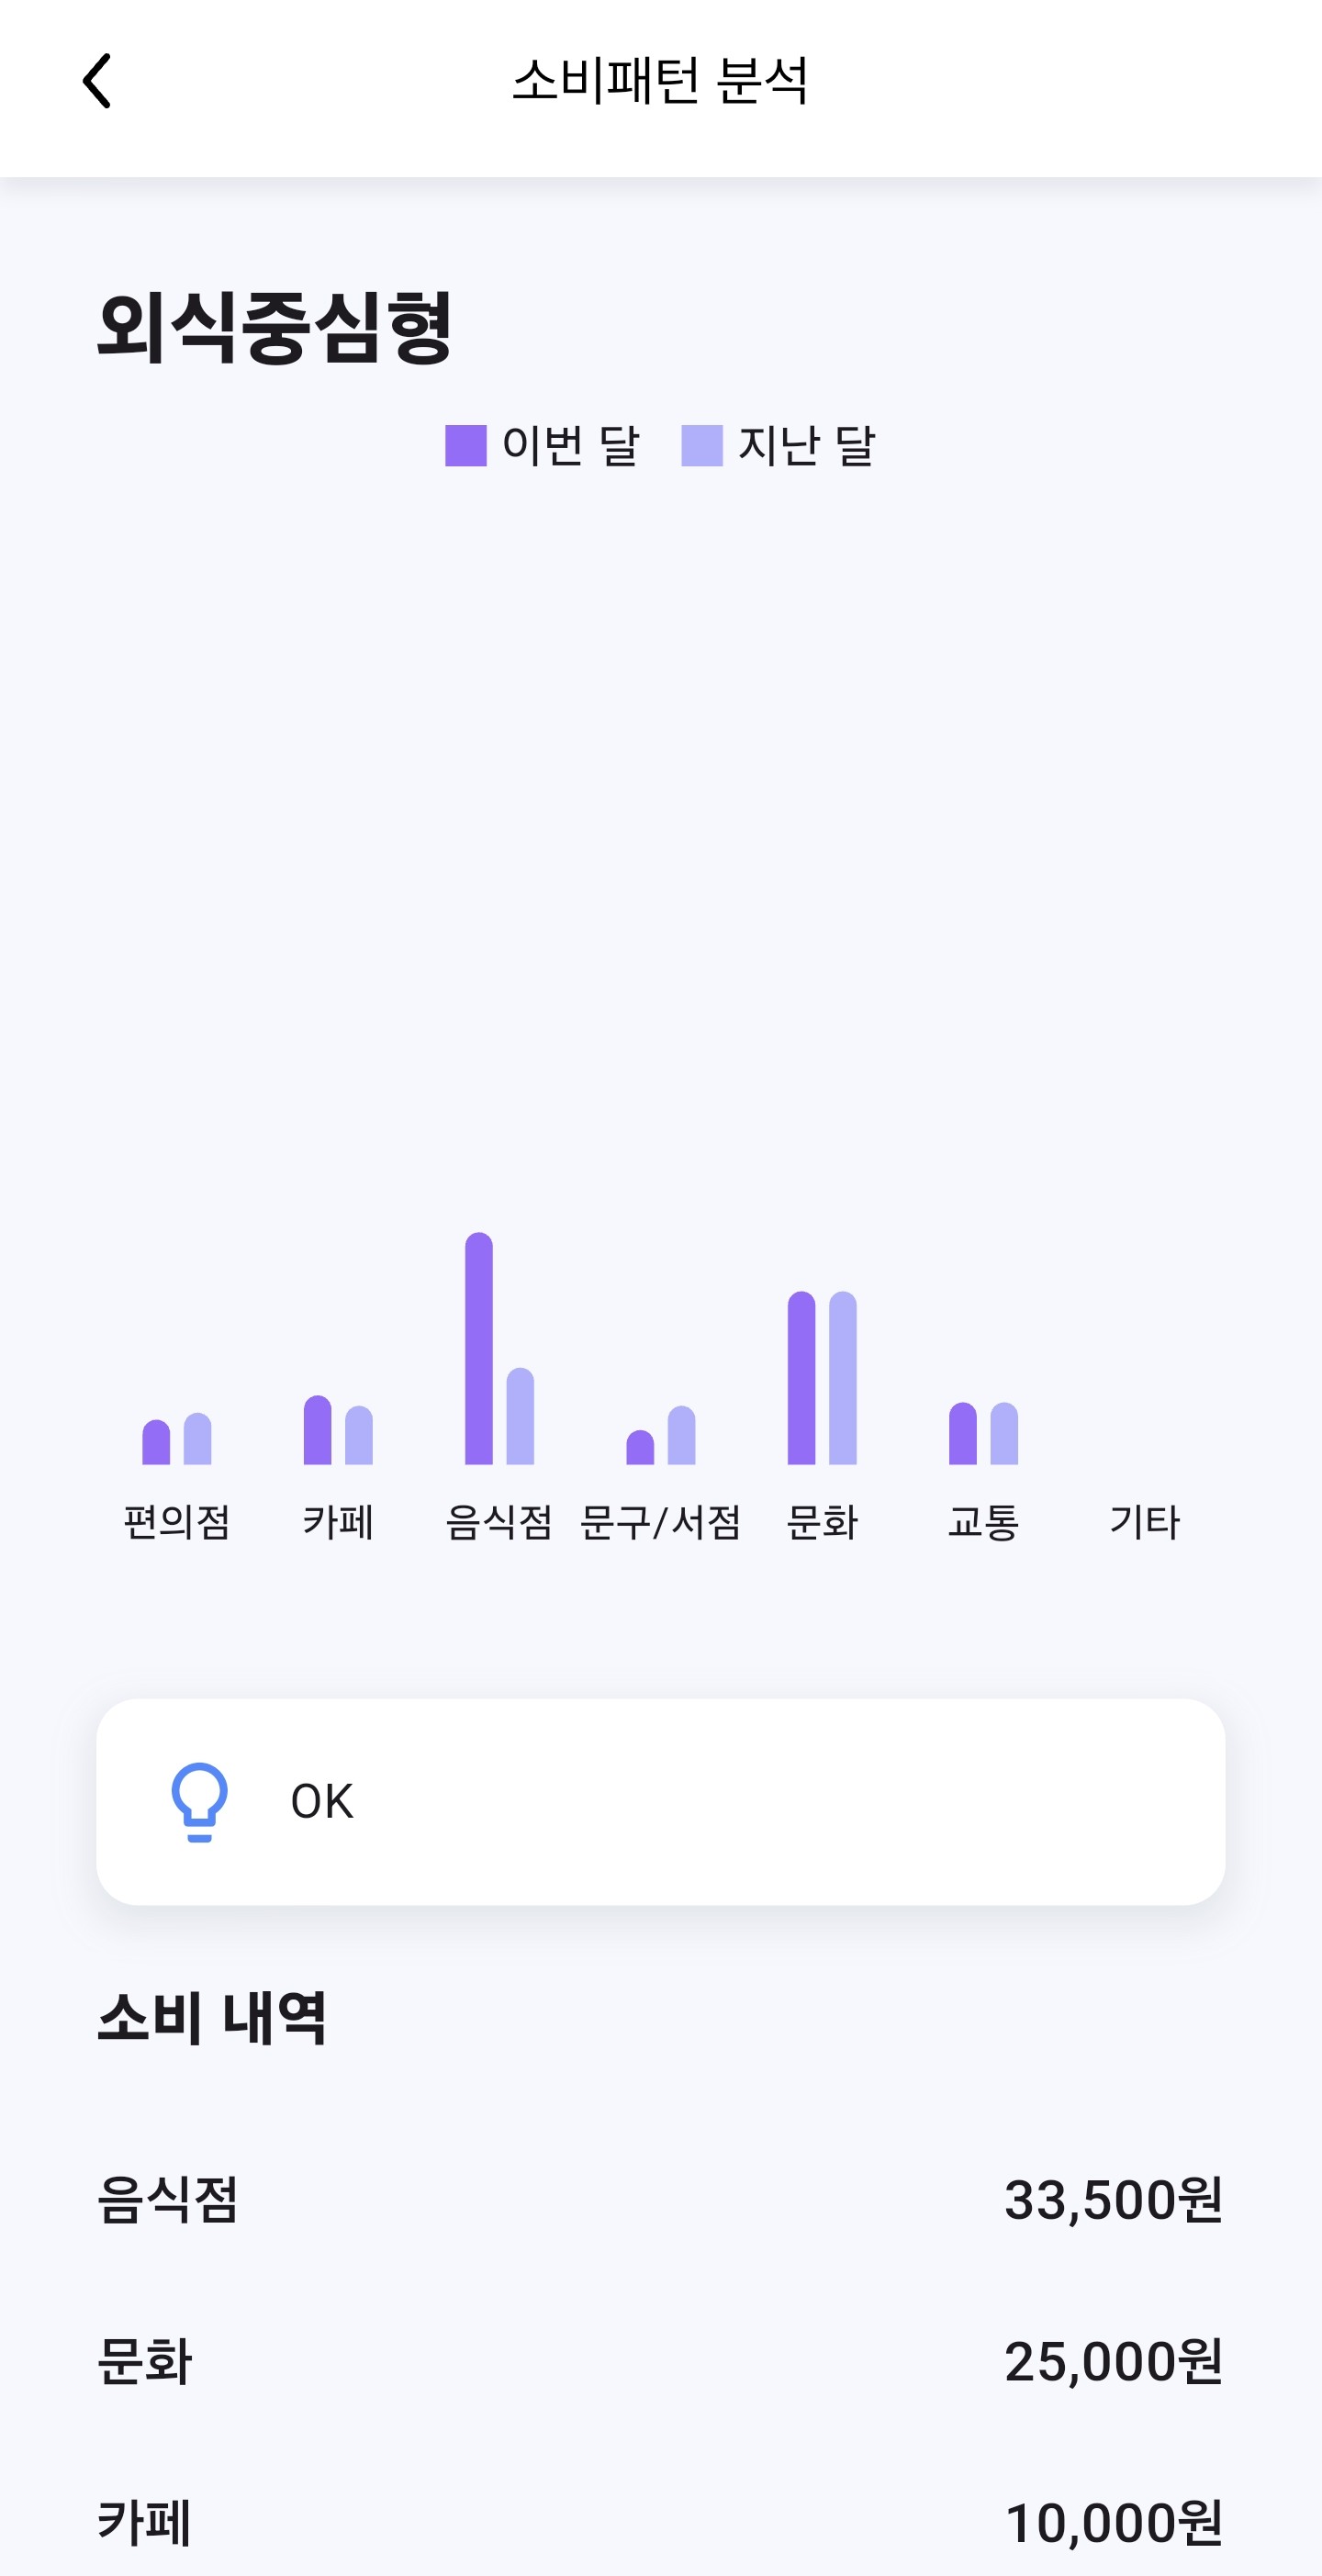 소비패턴 분석
외식중심형
이번 달 지난 달
편의점 카페 음식점 문구/서점 문화 교통 기타
OK
소비 내역
음식점 33,500원
문화 25,000원
카페 10,000원